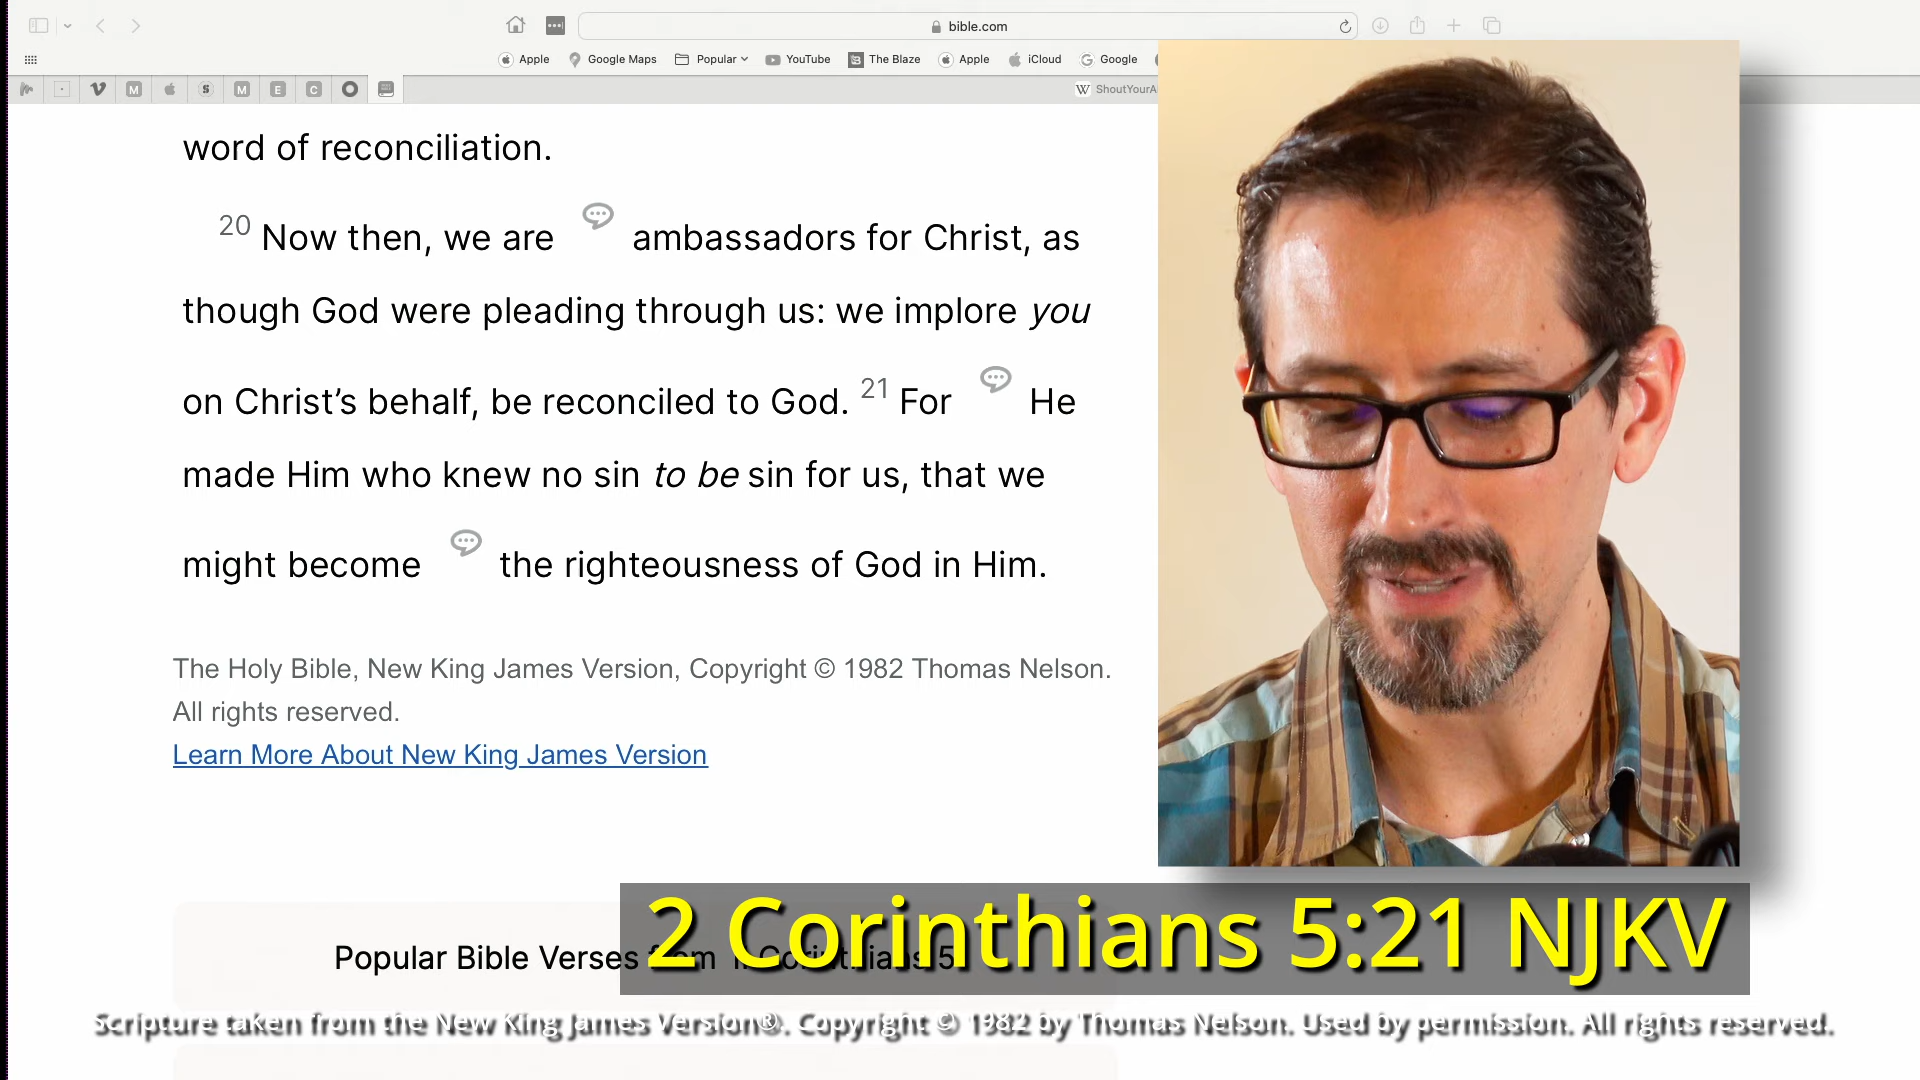 bible.com
Apple Google Maps Popular YouTube The Blaze Apple iCloud Google
M S M E C W ShoutYourA
word of reconciliation.
20 Now then, we are ambassadors for Christ, as
though God were pleading through us: we implore you
on Christ’s behalf, be reconciled to God. 21 For He
made Him who knew no sin to be sin for us, that we
might become the righteousness of God in Him.
The Holy Bible, New King James Version, Copyright © 1982 Thomas Nelson.
All rights reserved.
Learn More About New King James Version
2 Corinthians 5:21 NJKV
Popular Bible Verses from II Corinthians 5
Scripture taken from the New King James Version®. Copyright © 1982 by Thomas Nelson. Used by permission. All rights reserved.